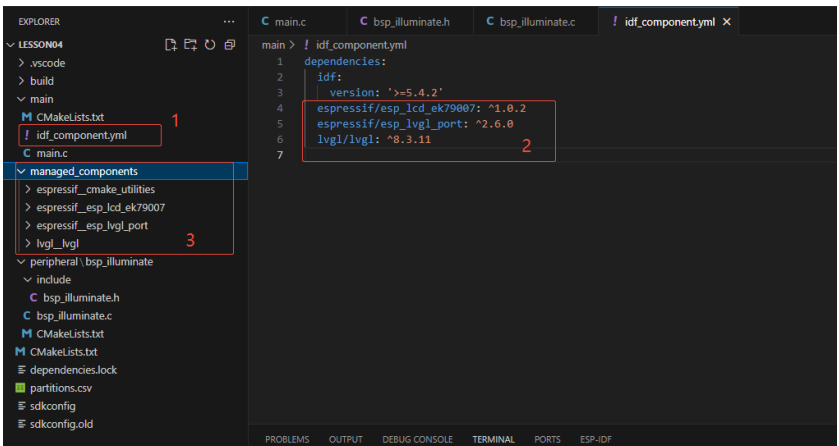 EXPLORER
LESSON04
.vscode
build
main
CMakeLists.txt
idf_component.yml
main.c
managed_components
espressif__cmake_utilities
espressif__esp_lcd_ek79007
espressif__esp_lvgl_port
lvgl__lvgl
peripheral\bsp_illuminate
include
C bsp_illuminate.h
C bsp_illuminate.c
M CMakeLists.txt
M CMakeLists.txt
dependencies.lock
partitions.csv
sdkconfig
sdkconfig.old
1
3
C main.c
C bsp_illuminate.h
C bsp_illuminate.c
! idf_component.yml
main > ! idf_component.yml
1 dependencies:
2 idf:
3 version: '>=5.4.2'
4 espressif/esp_lcd_ek79007: ^1.0.2
5 espressif/esp_lvgl_port: ^2.6.0
6 lvgl/lvgl: ^8.3.11
7
2
PROBLEMS OUTPUT DEBUG CONSOLE TERMINAL PORTS ESP-IDF